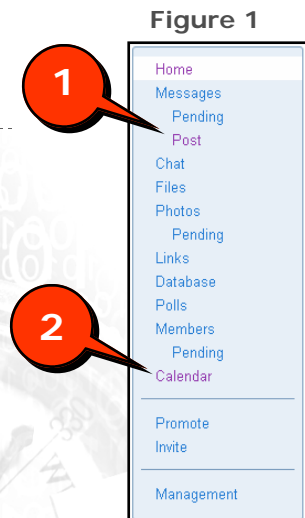 Figure 1
1
Home
Messages
Pending
Post
Chat
Files
Photos
Pending
Links
Database
Polls
2
Members
Pending
Calendar
Promote
Invite
Management